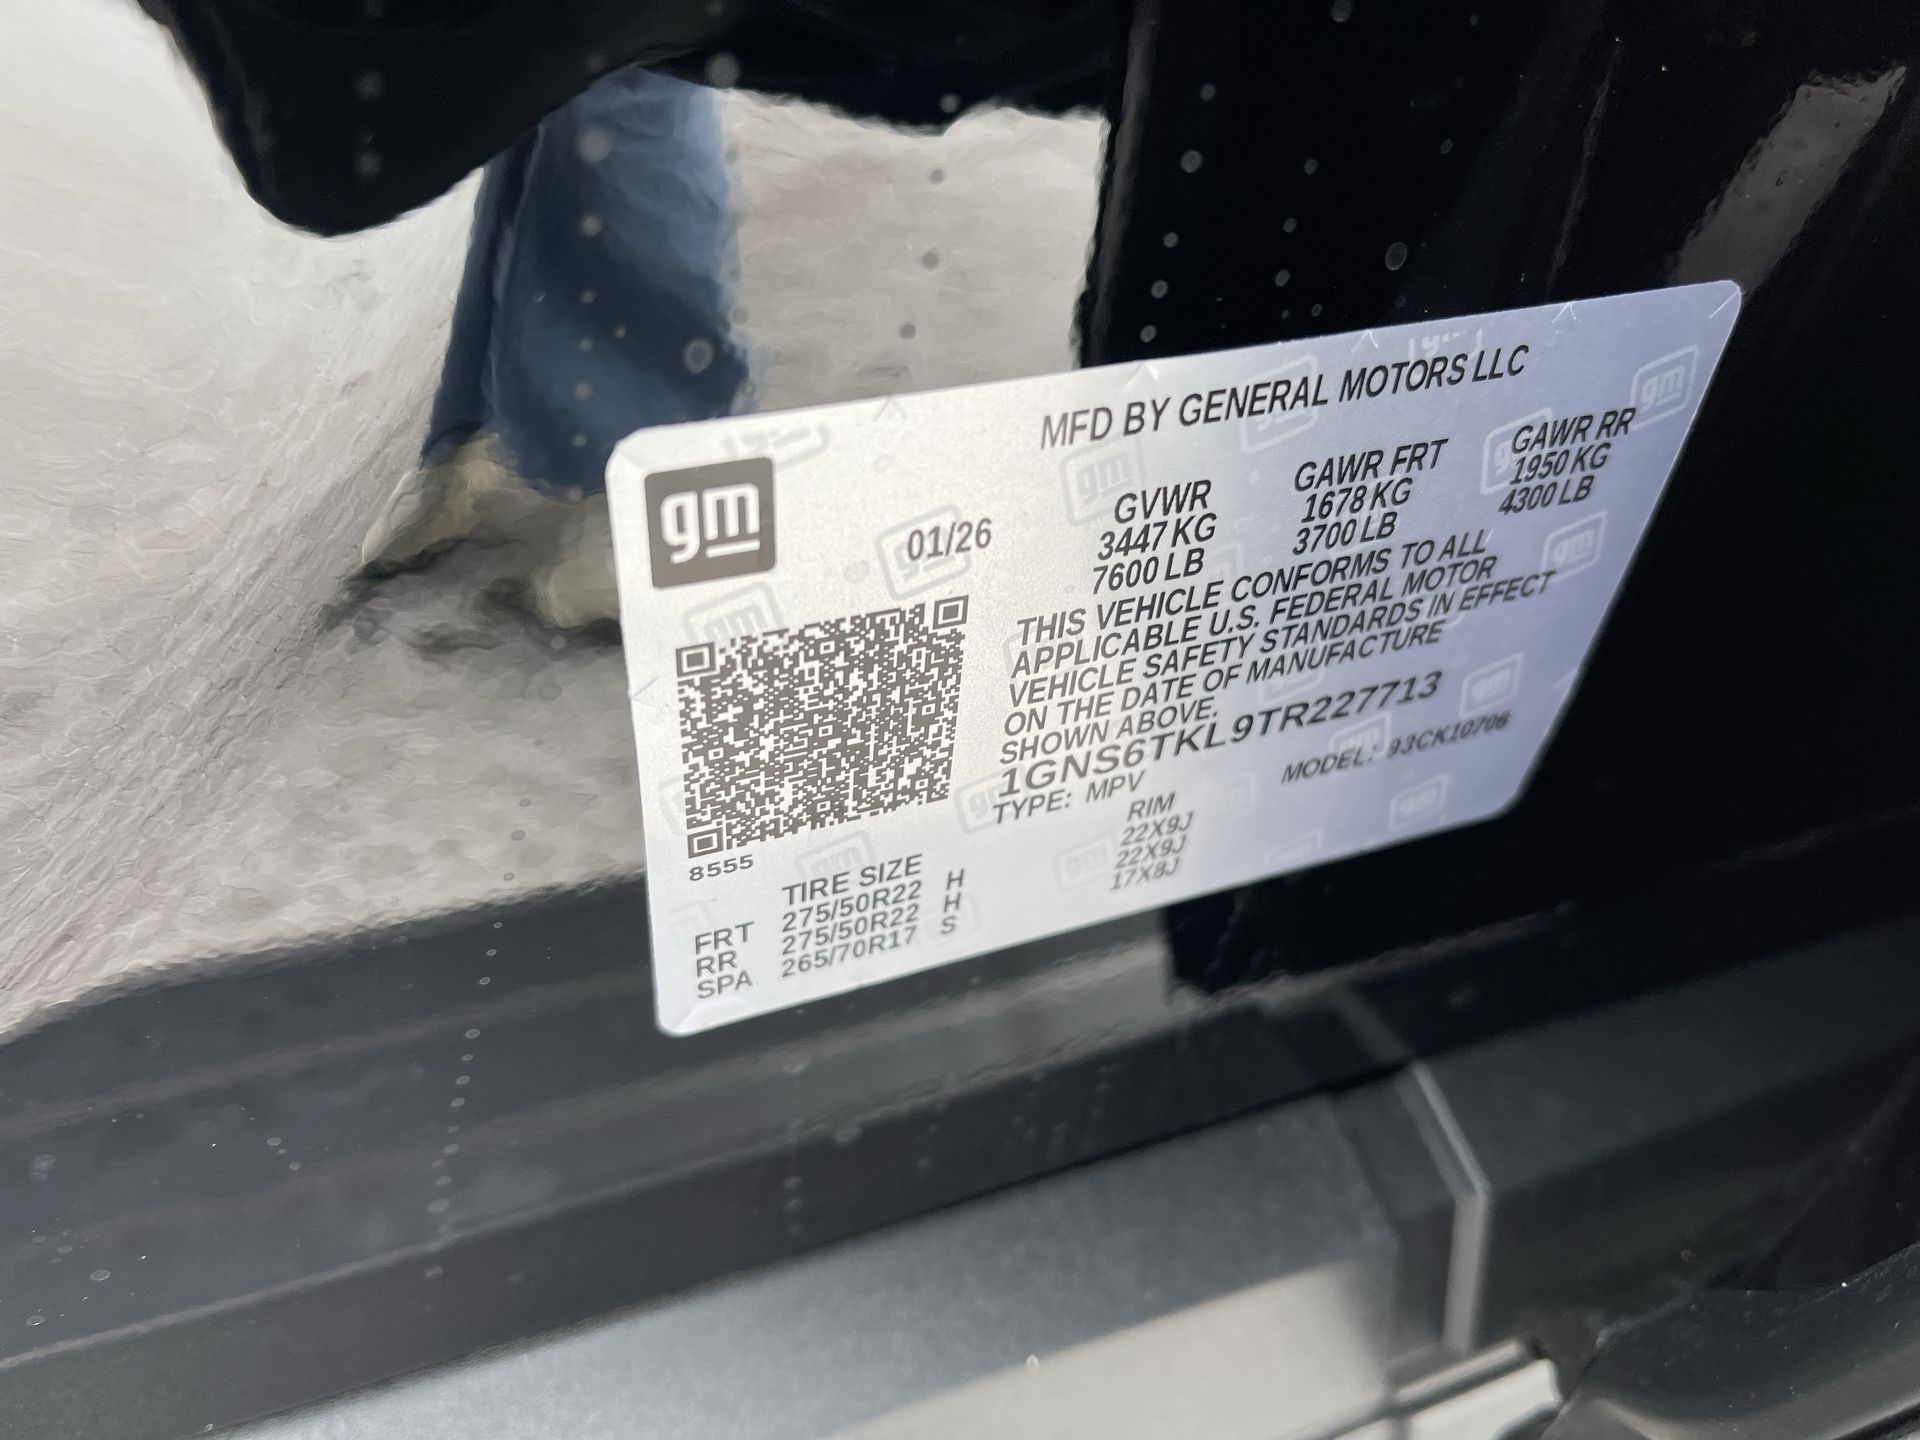 MFD BY GENERAL MOTORS LLC
gm
01/26
GVWR GAWR FRT GAWR RR
3447 KG 1678 KG 1950 KG
7600 LB 3700 LB 4300 LB
THIS VEHICLE CONFORMS TO ALL
APPLICABLE U.S. FEDERAL MOTOR
VEHICLE SAFETY STANDARDS IN EFFECT
ON THE DATE OF MANUFACTURE
SHOWN ABOVE.
1GNS6TKL9TR227713
TYPE: MPV MODEL: 93CK10706
8555
TIRE SIZE RIM
FRT 275/50R22 H 22X9J
RR 275/50R22 H 22X9J
SPA 265/70R17 S 17X8J